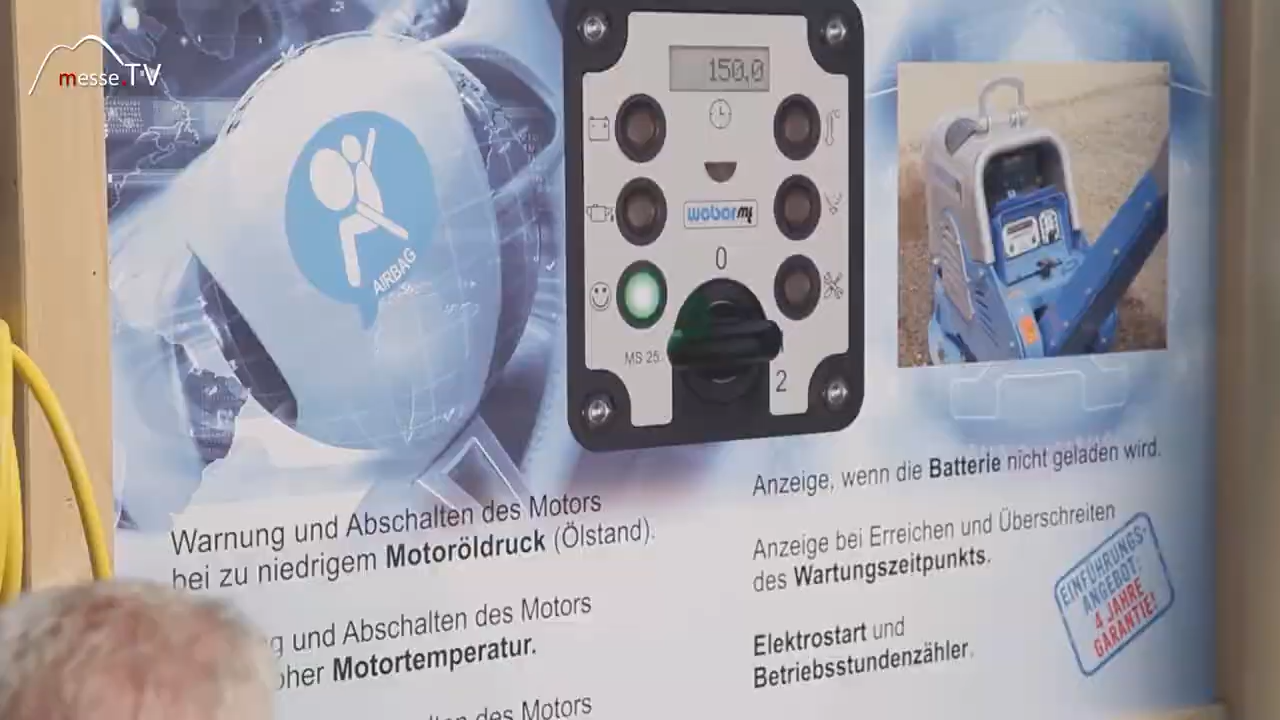 messe.TV
AIRBAG
150,0
weber mt
0
MS 25
2
Warnung und Abschalten des Motors
bei zu niedrigem Motoröldruck (Ölstand).
und Abschalten des Motors
Motortemperatur.
des Motors
Anzeige, wenn die Batterie nicht geladen wird.
Anzeige bei Erreichen und Überschreiten
des Wartungszeitpunkts.
Elektrostart und
Betriebsstundenzähler.
EINFÜHRUNGS-
ANGEBOT:
4 JAHRE
GARANTIE!